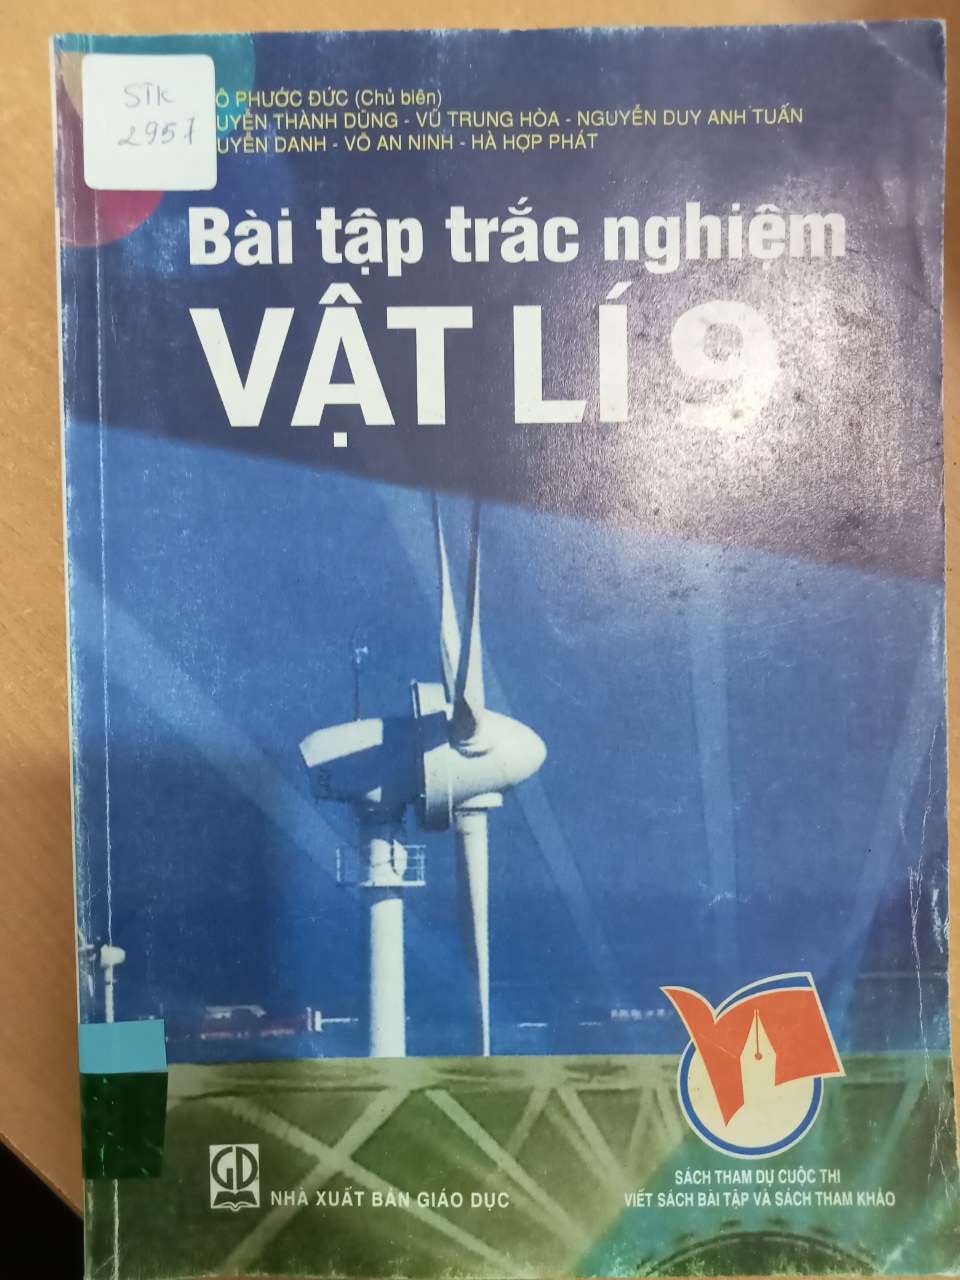 STK
2957
PHƯỚC ĐỨC (Chủ biên)
THÀNH DŨNG - VŨ TRUNG HÒA - NGUYỄN DUY ANH TUẤN
DANH - VÕ AN NINH - HÀ HỢP PHÁT
Bài tập trắc nghiệm
VẬT LÍ 9
GD
NHÀ XUẤT BẢN GIÁO DỤC
SÁCH THAM DỰ CUỘC THI
VIẾT SÁCH BÀI TẬP VÀ SÁCH THAM KHẢO